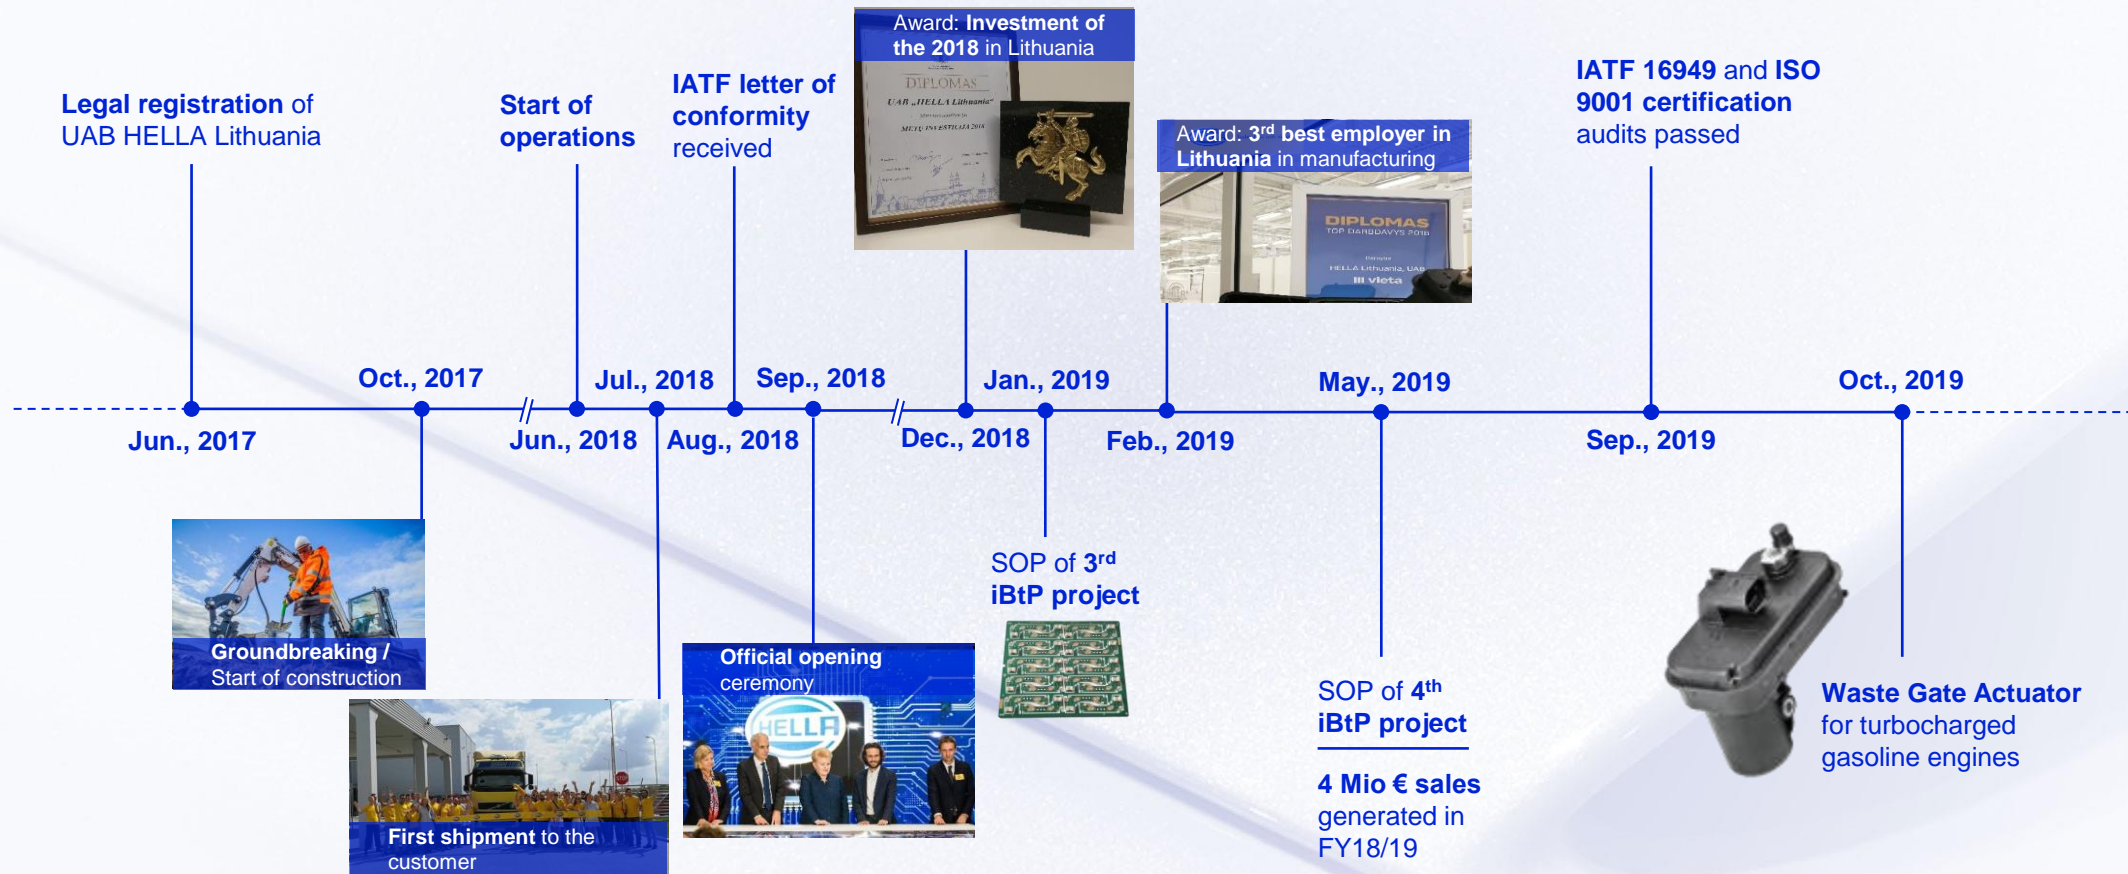 Award: Investment of
the 2018 in Lithuania
DIPLOMAS
UAB „HELLA Lithuania“
METŲ INVESTICIJA 2018
Legal registration of
UAB HELLA Lithuania
Start of
operations
IATF letter of
conformity
received
Award: 3rd best employer in
Lithuania in manufacturing
DIPLOMAS
TOP DARBDAVYS 2018
HELLA Lithuania, UAB
III vieta
IATF 16949 and ISO
9001 certification
audits passed
Oct., 2017
Jul., 2018
Sep., 2018
Jan., 2019
May., 2019
Oct., 2019
Jun., 2017
Jun., 2018
Aug., 2018
Dec., 2018
Feb., 2019
Sep., 2019
Groundbreaking /
Start of construction
First shipment to the
customer
STOP
Official opening
ceremony
HELLA
SOP of 3rd
iBtP project
SOP of 4th
iBtP project
4 Mio € sales
generated in
FY18/19
Waste Gate Actuator
for turbocharged
gasoline engines